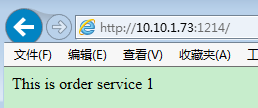 http://10.10.1.73:1214/
文件(F) 编辑(E) 查看(V) 收藏夹(A)
This is order service 1